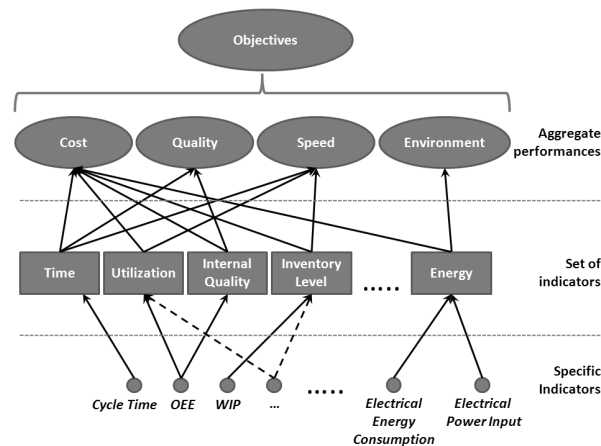 Objectives
Cost
Quality
Speed
Environment
Aggregate
performances
Time
Utilization
Internal
Quality
Inventory
Level
.....
Energy
Set of
indicators
Cycle Time
OEE
WIP
...
.....
Electrical
Energy
Consumption
Electrical
Power Input
Specific
Indicators